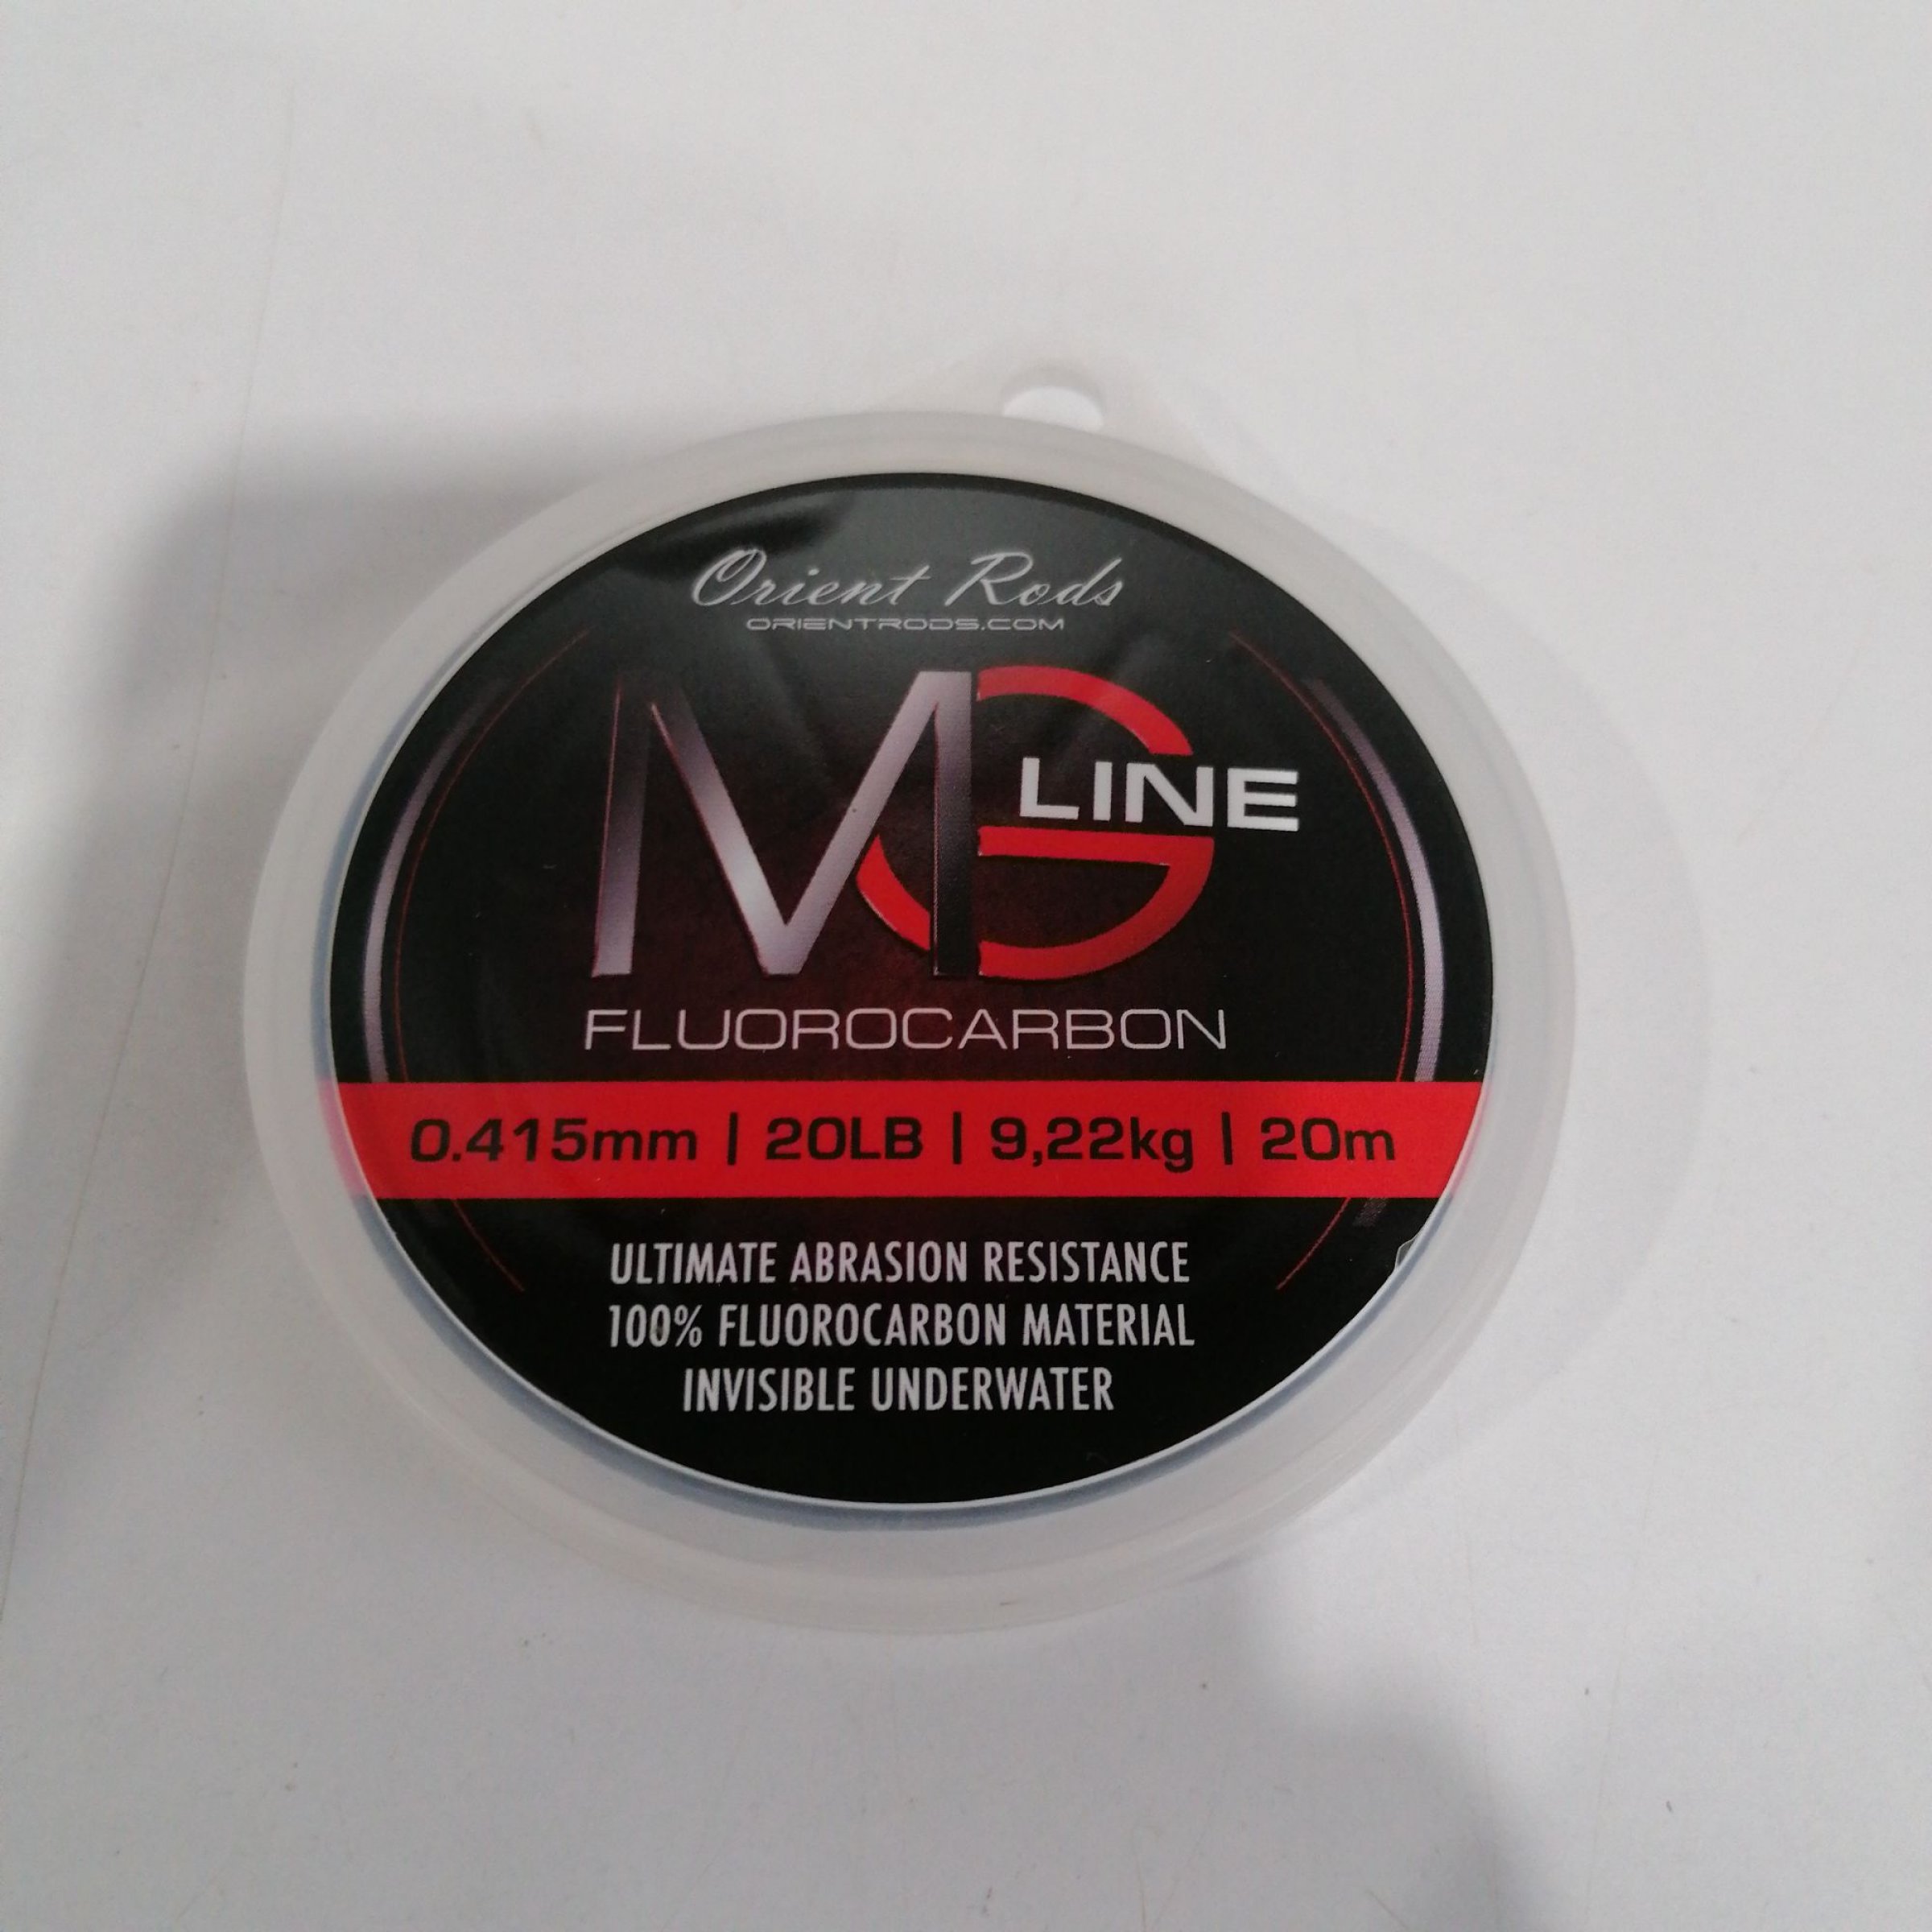 Orient Rods
ORIENTRODS.COM
MG LINE
FLUOROCARBON
0.415mm | 20LB | 9,22kg | 20m
ULTIMATE ABRASION RESISTANCE
100% FLUOROCARBON MATERIAL
INVISIBLE UNDERWATER